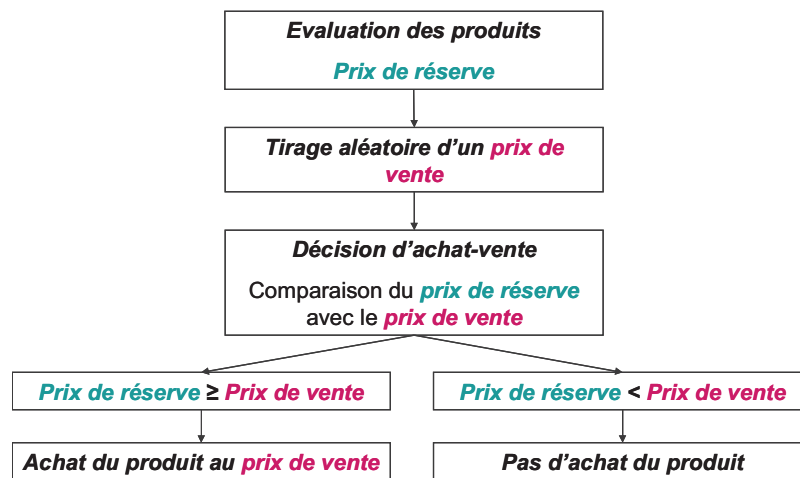 Evaluation des produits
Prix de réserve
Tirage aléatoire d'un prix de
vente
Décision d'achat-vente
Comparaison du prix de réserve
avec le prix de vente
Prix de réserve ≥ Prix de vente
Prix de réserve < Prix de vente
Achat du produit au prix de vente
Pas d'achat du produit